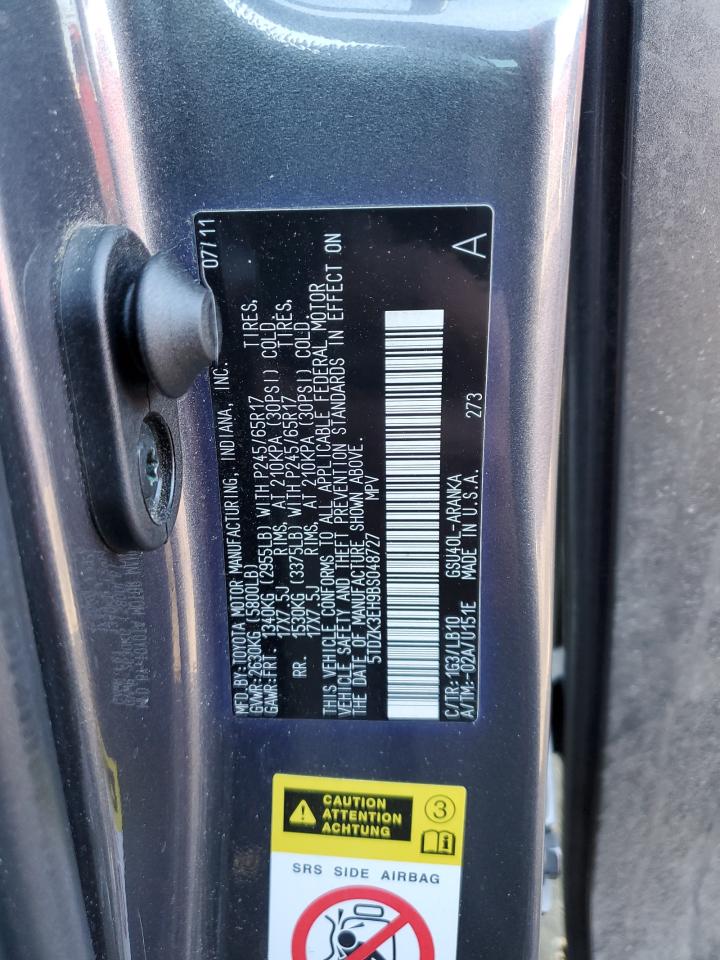 MFD.BY:TOYOTA MOTOR MANUFACTURING, INDIANA, INC. 07/11
GVWR:2630KG (5800LB)
GAWR:FRT. 1340KG (2955LB) WITH P245/65R17 TIRES,
17X7.5J RIMS, AT 210KPA (30PSI) COLD.
RR. 1530KG (3375LB) WITH P245/65R17 TIRES,
17X7.5J RIMS, AT 210KPA (30PSI) COLD.
THIS VEHICLE CONFORMS TO ALL APPLICABLE FEDERAL MOTOR
VEHICLE SAFETY AND THEFT PREVENTION STANDARDS IN EFFECT ON
THE DATE OF MANUFACTURE SHOWN ABOVE.
5TDZK3EH9BS048727 MPV
C/TR:1G3/LB10 GSU40L-ARANKA 273
A/TM:-02A/U151E MADE IN U.S.A.
A
CAUTION
ATTENTION
ACHTUNG
3
SRS SIDE AIRBAG